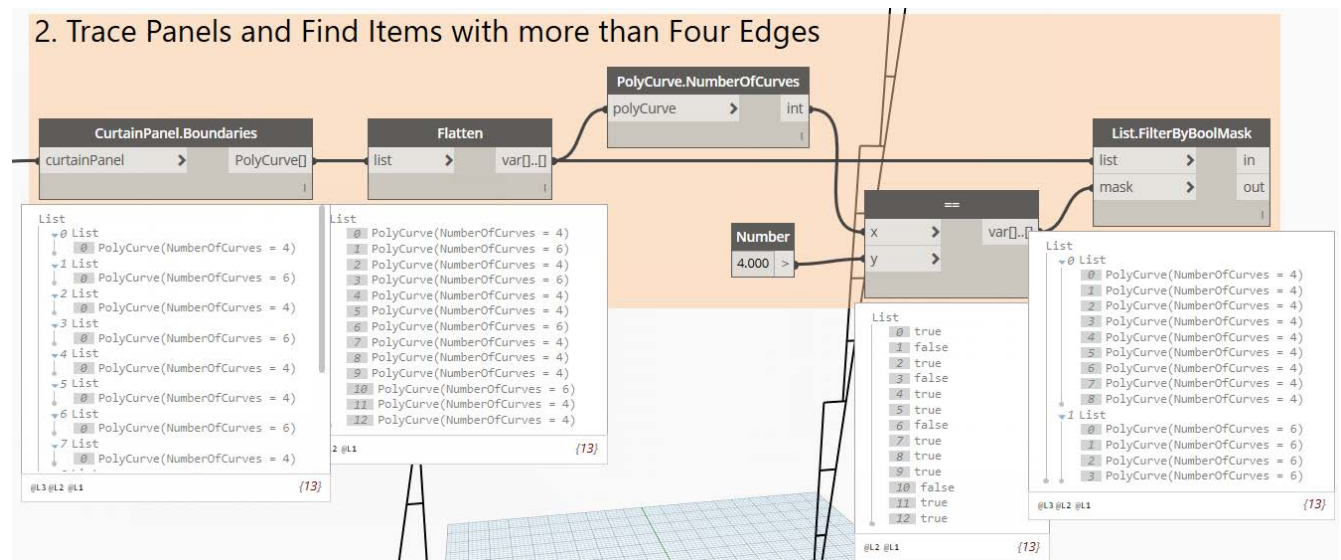 2. Trace Panels and Find Items with more than Four Edges
PolyCurve.NumberOfCurves
polyCurve > int
CurtainPanel.Boundaries
curtainPanel > PolyCurve[]
Flatten
list > var[]..[]
List.FilterByBoolMask
list > in
mask > out
==
x > var[]..[]
y >
Number
4.000 >
List
0 List
0 PolyCurve(NumberOfCurves = 4)
1 List
0 PolyCurve(NumberOfCurves = 6)
2 List
0 PolyCurve(NumberOfCurves = 4)
3 List
0 PolyCurve(NumberOfCurves = 6)
4 List
0 PolyCurve(NumberOfCurves = 4)
5 List
0 PolyCurve(NumberOfCurves = 4)
6 List
0 PolyCurve(NumberOfCurves = 6)
7 List
0 PolyCurve(NumberOfCurves = 4)
@L3 @L2 @L1 {13}
List
0 PolyCurve(NumberOfCurves = 4)
1 PolyCurve(NumberOfCurves = 6)
2 PolyCurve(NumberOfCurves = 4)
3 PolyCurve(NumberOfCurves = 6)
4 PolyCurve(NumberOfCurves = 4)
5 PolyCurve(NumberOfCurves = 4)
6 PolyCurve(NumberOfCurves = 6)
7 PolyCurve(NumberOfCurves = 4)
8 PolyCurve(NumberOfCurves = 4)
9 PolyCurve(NumberOfCurves = 4)
10 PolyCurve(NumberOfCurves = 6)
11 PolyCurve(NumberOfCurves = 4)
12 PolyCurve(NumberOfCurves = 4)
2 @L1 {13}
List
0 true
1 false
2 true
3 false
4 true
5 true
6 false
7 true
8 true
9 true
10 false
11 true
12 true
@L2 @L1 {13}
List
0 List
0 PolyCurve(NumberOfCurves = 4)
1 PolyCurve(NumberOfCurves = 4)
2 PolyCurve(NumberOfCurves = 4)
3 PolyCurve(NumberOfCurves = 4)
4 PolyCurve(NumberOfCurves = 4)
5 PolyCurve(NumberOfCurves = 4)
6 PolyCurve(NumberOfCurves = 4)
7 PolyCurve(NumberOfCurves = 4)
8 PolyCurve(NumberOfCurves = 4)
1 List
0 PolyCurve(NumberOfCurves = 6)
1 PolyCurve(NumberOfCurves = 6)
2 PolyCurve(NumberOfCurves = 6)
3 PolyCurve(NumberOfCurves = 6)
@L3 @L2 @L1 {13}